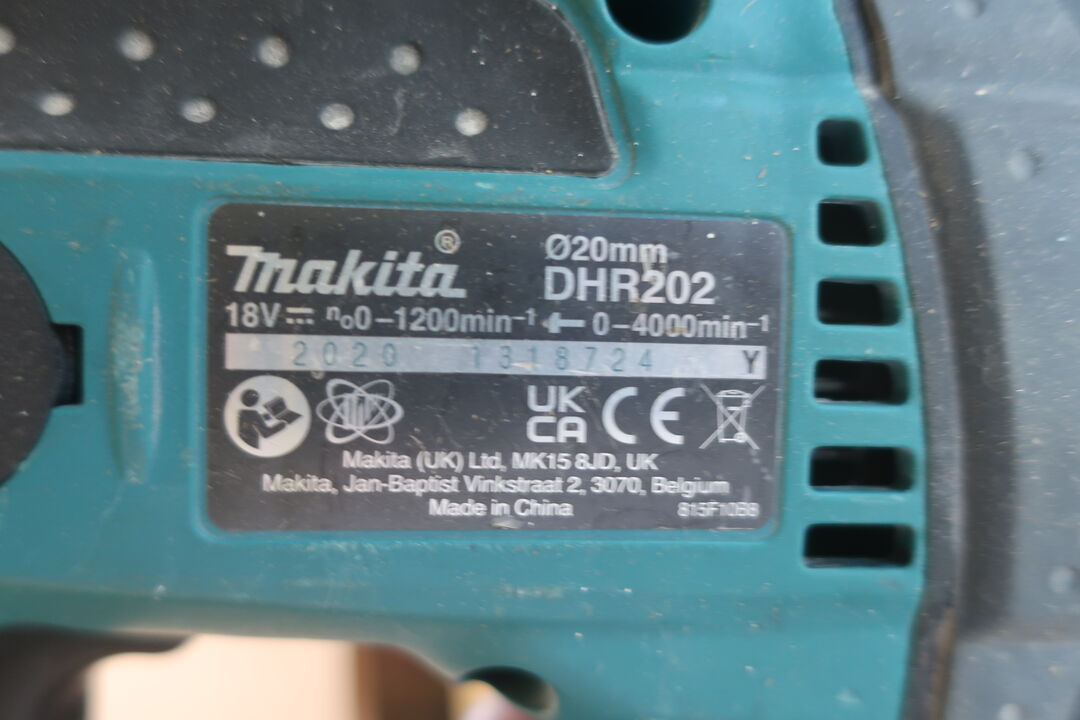 Makita®
Ø20mm
DHR202
18V⎓ n₀0-1200min⁻¹ 0-4000min⁻¹
2020 1318724 Y
UK
CA
CE
Makita (UK) Ltd, MK15 8JD, UK
Makita, Jan-Baptist Vinkstraat 2, 3070, Belgium
Made in China
815F10B8